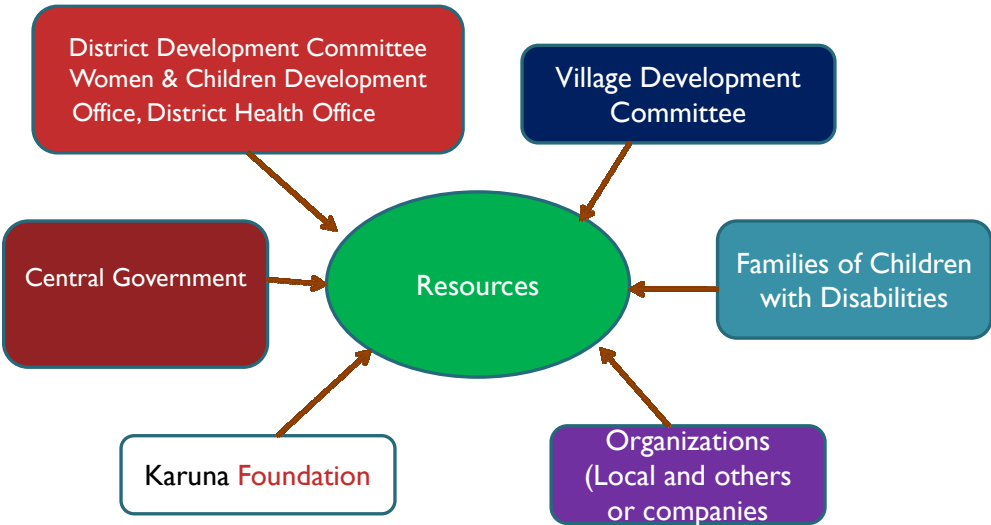 District Development Committee
Women & Children Development
Office, District Health Office
Village Development
Committee
Central Government
Resources
Families of Children
with Disabilities
Karuna Foundation
Organizations
(Local and others
or companies